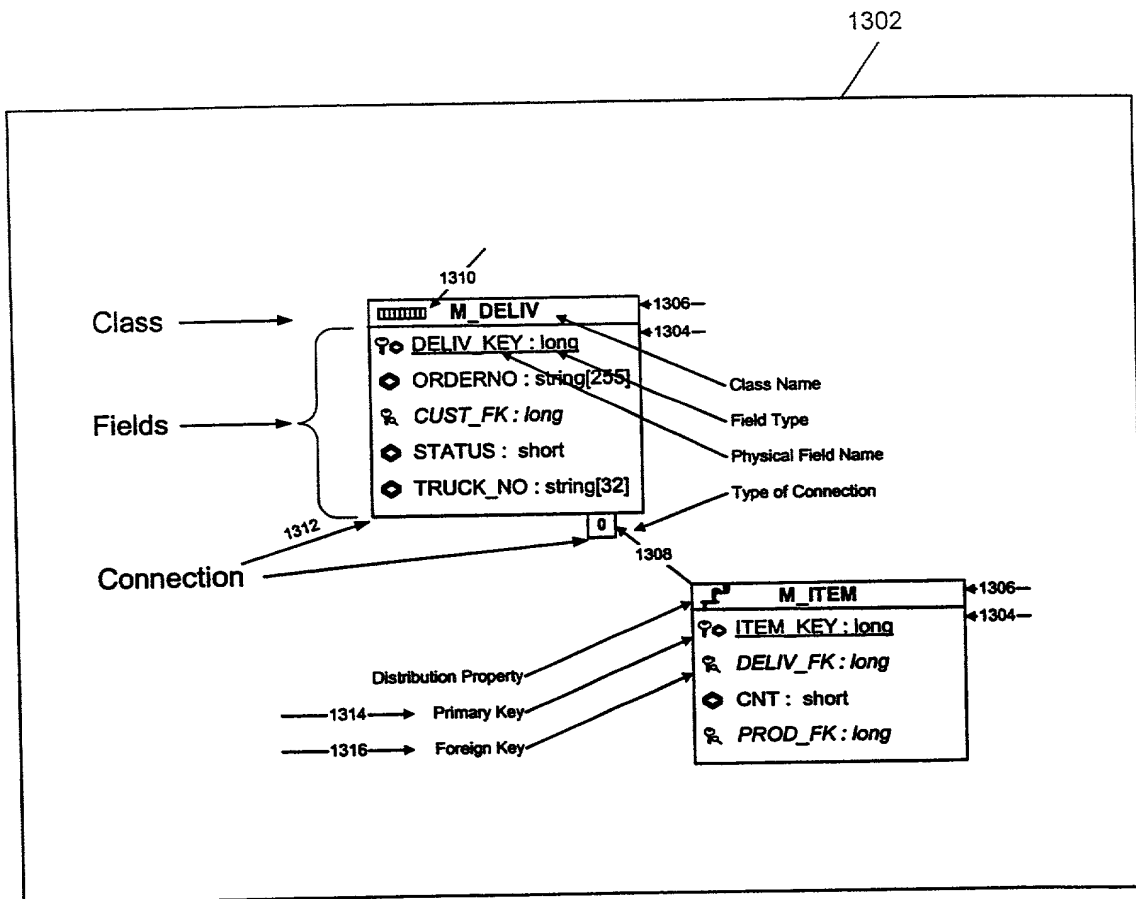 1302
1310
M_DELIV
1306
Class
1304
DELIV_KEY : long
ORDERNO : string[255]
Class Name
Fields
CUST_FK : long
Field Type
STATUS : short
Physical Field Name
TRUCK_NO : string[32]
Type of Connection
1312
0
1308
Connection
M_ITEM
1306
1304
ITEM_KEY : long
DELIV_FK : long
Distribution Property
CNT : short
1314
Primary Key
PROD_FK : long
1316
Foreign Key